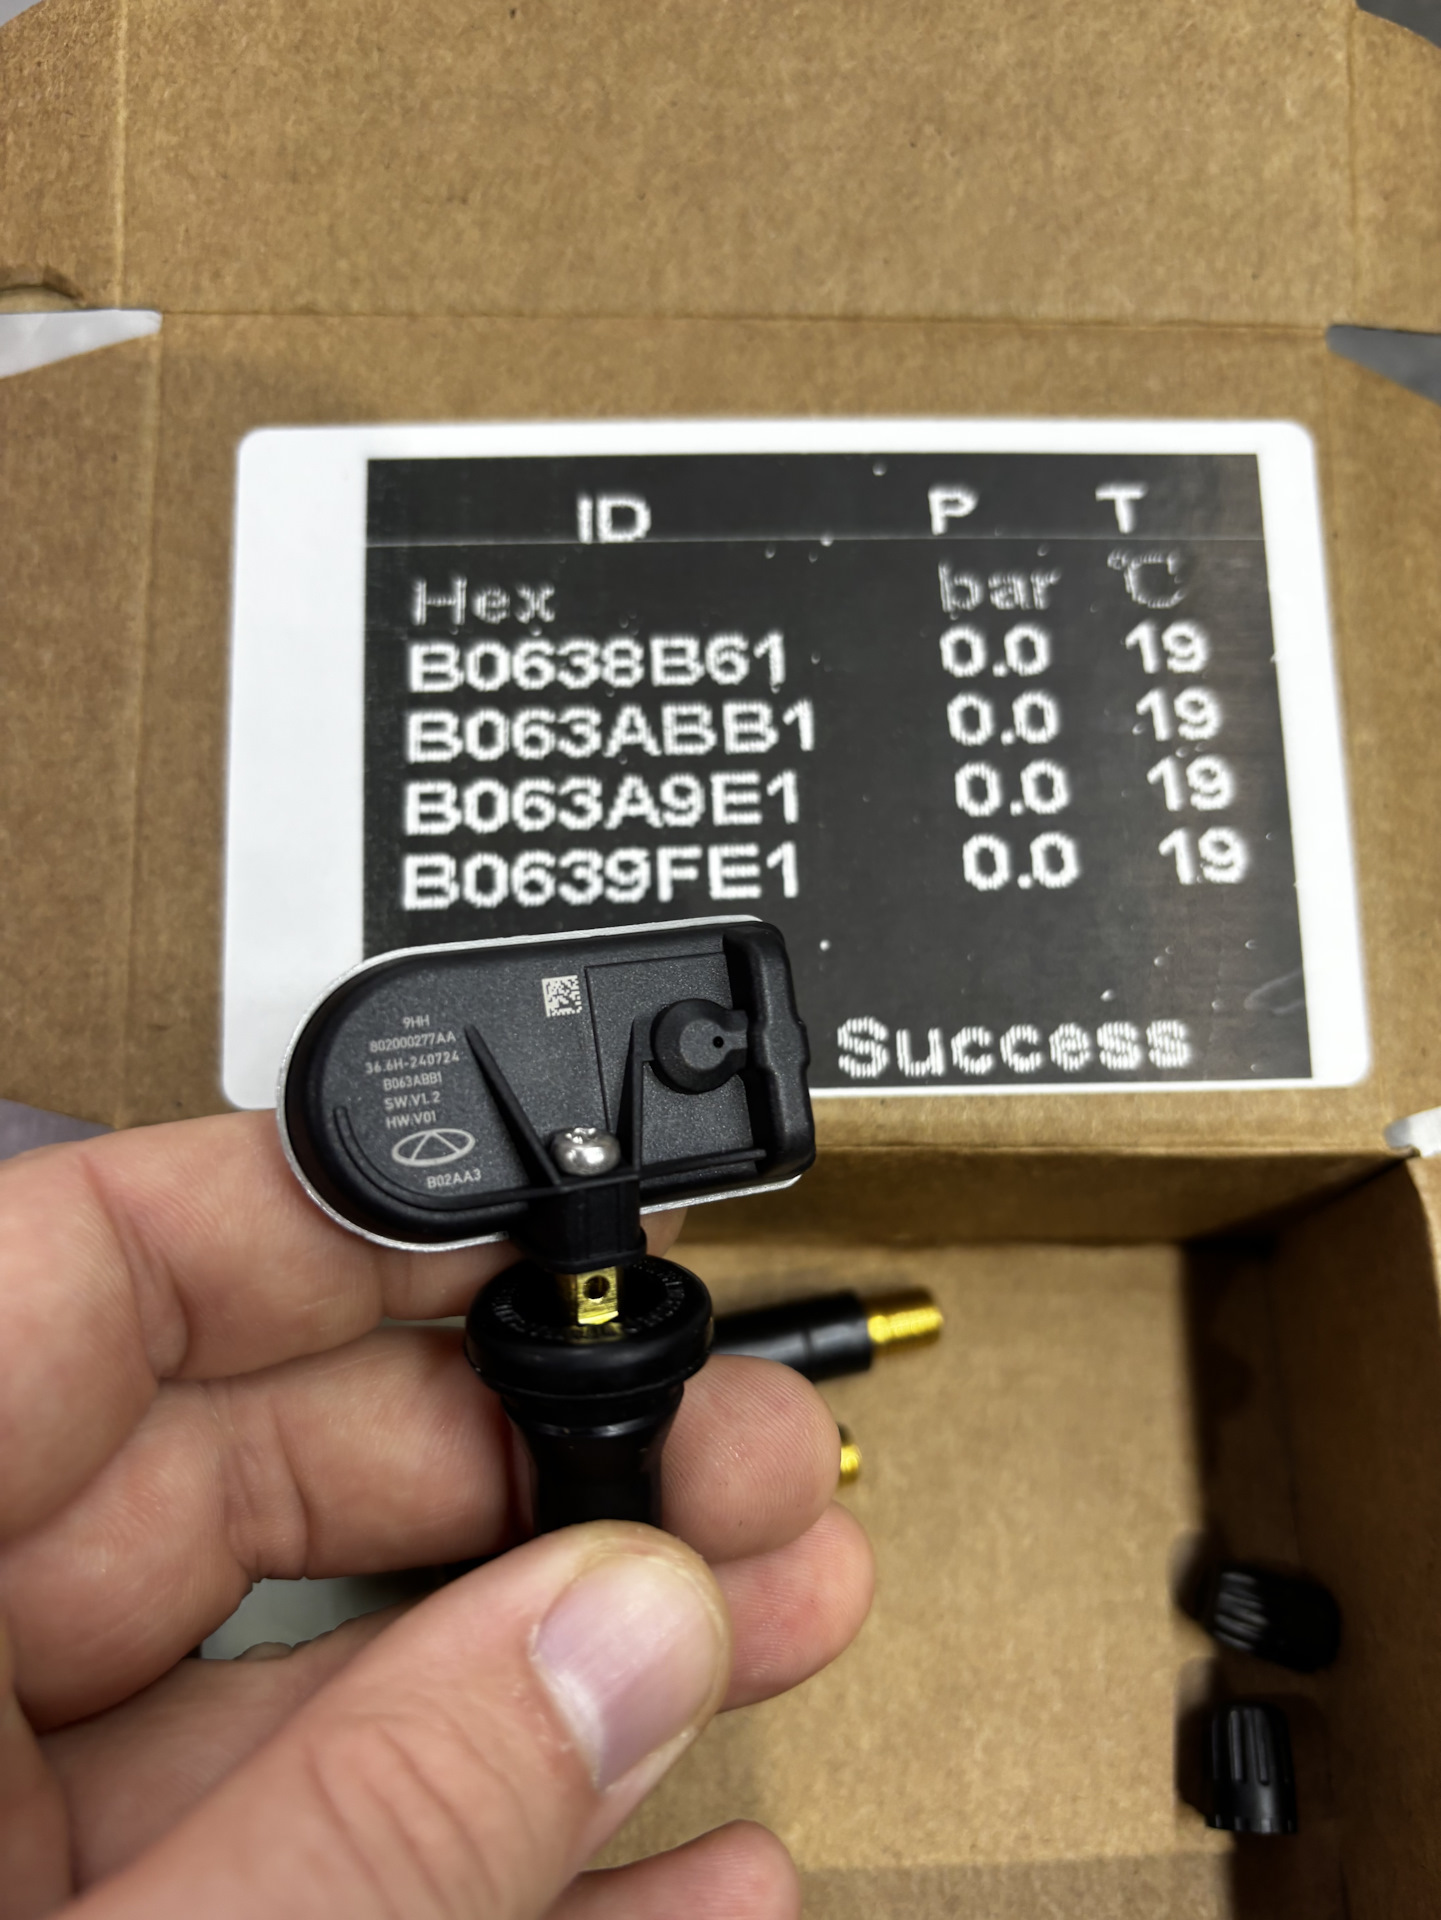 ID P T
Hex bar °C
B0638B61 0.0 19
B063ABB1 0.0 19
B063A9E1 0.0 19
B0639FE1 0.0 19
Success
9HH
802000277AA
36.6H-240724
B063ABB1
SW:V1.2
HW:V01
B02AA3